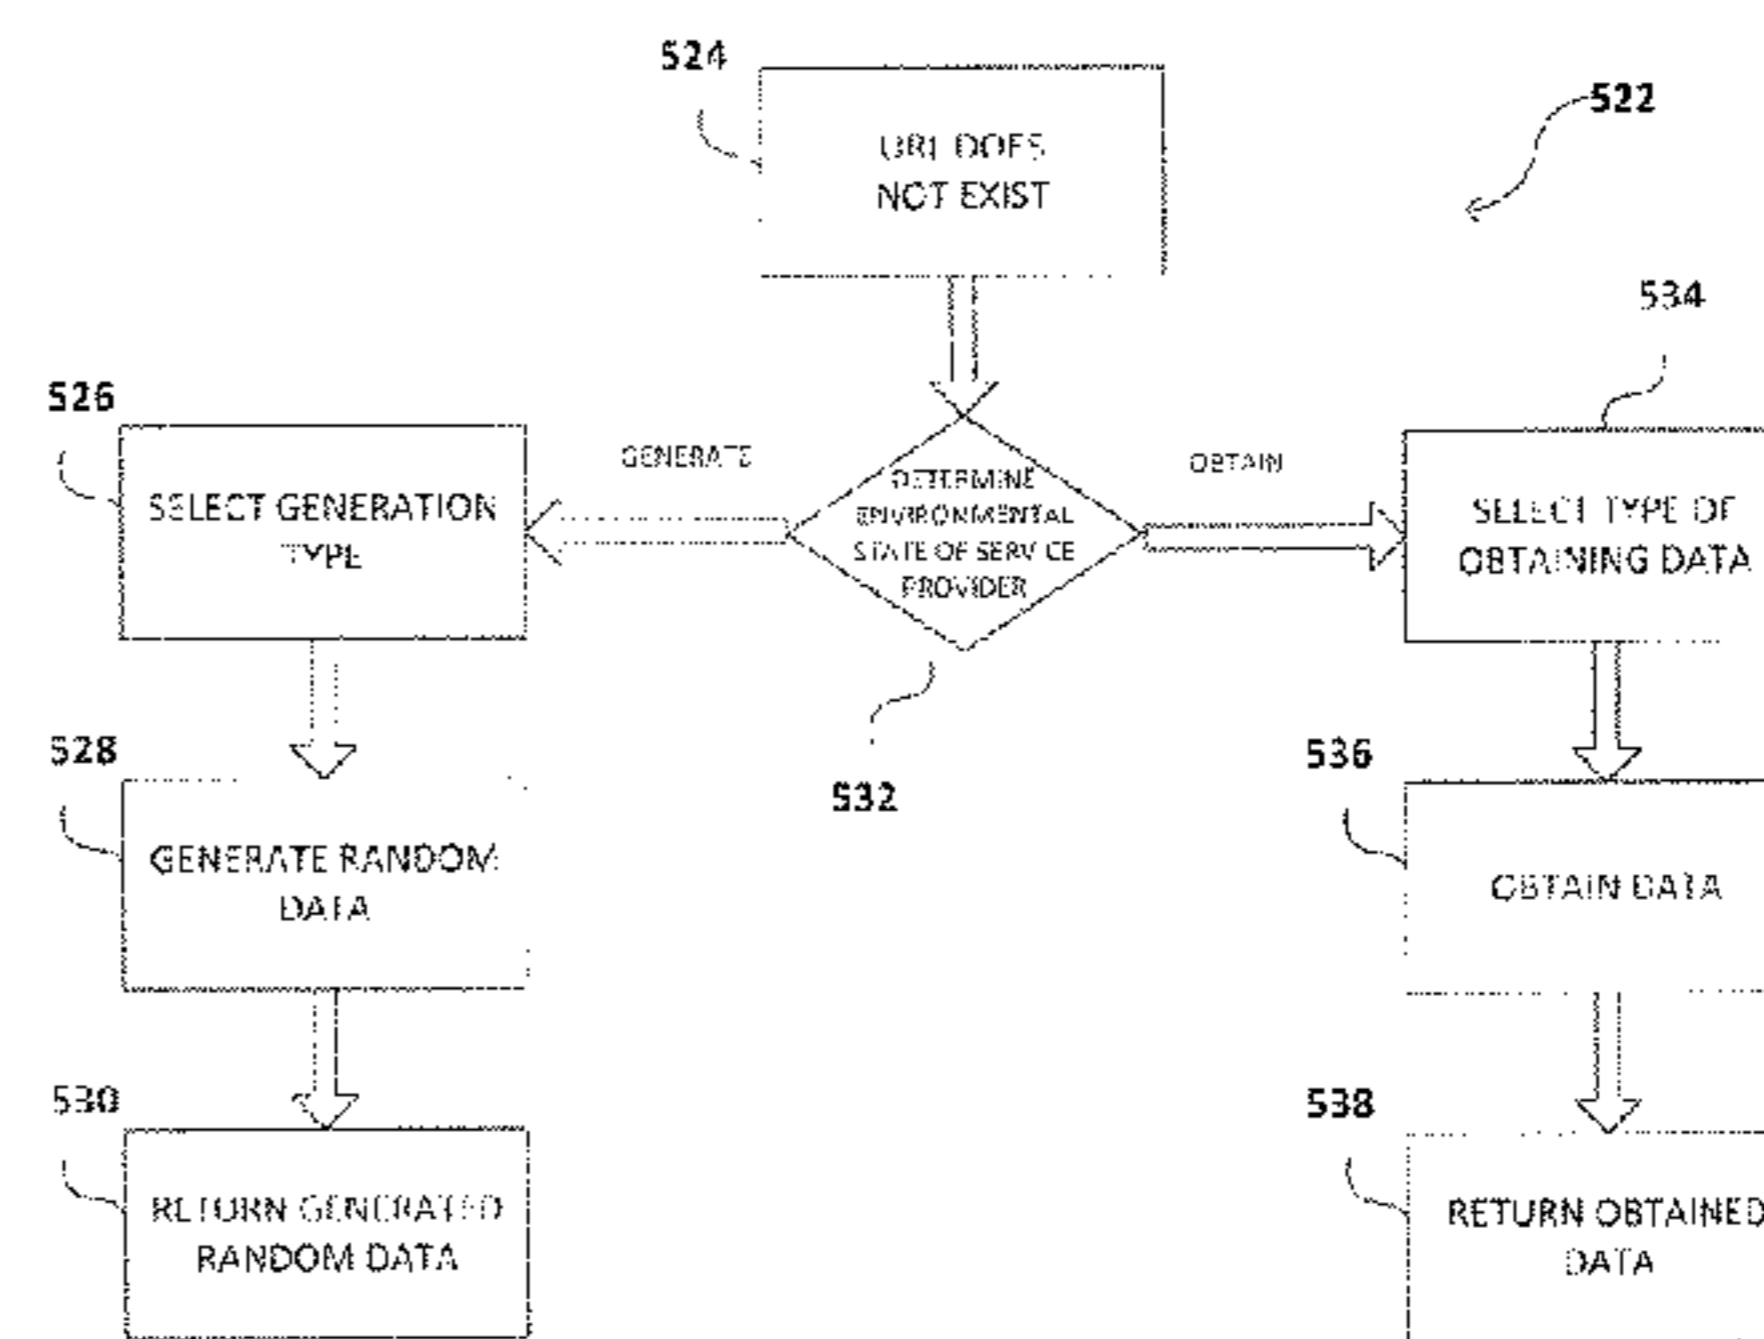 524
522
URL DOES
NOT EXIST
534
526
GENERATE
OBTAIN
SELECT GENERATION
TYPE
DETERMINE
ENVIRONMENTAL
STATE OF SERVICE
PROVIDER
SELECT TYPE OF
OBTAINING DATA
528
532
536
GENERATE RANDOM
DATA
OBTAIN DATA
530
538
RETURN GENERATED
RANDOM DATA
RETURN OBTAINED
DATA